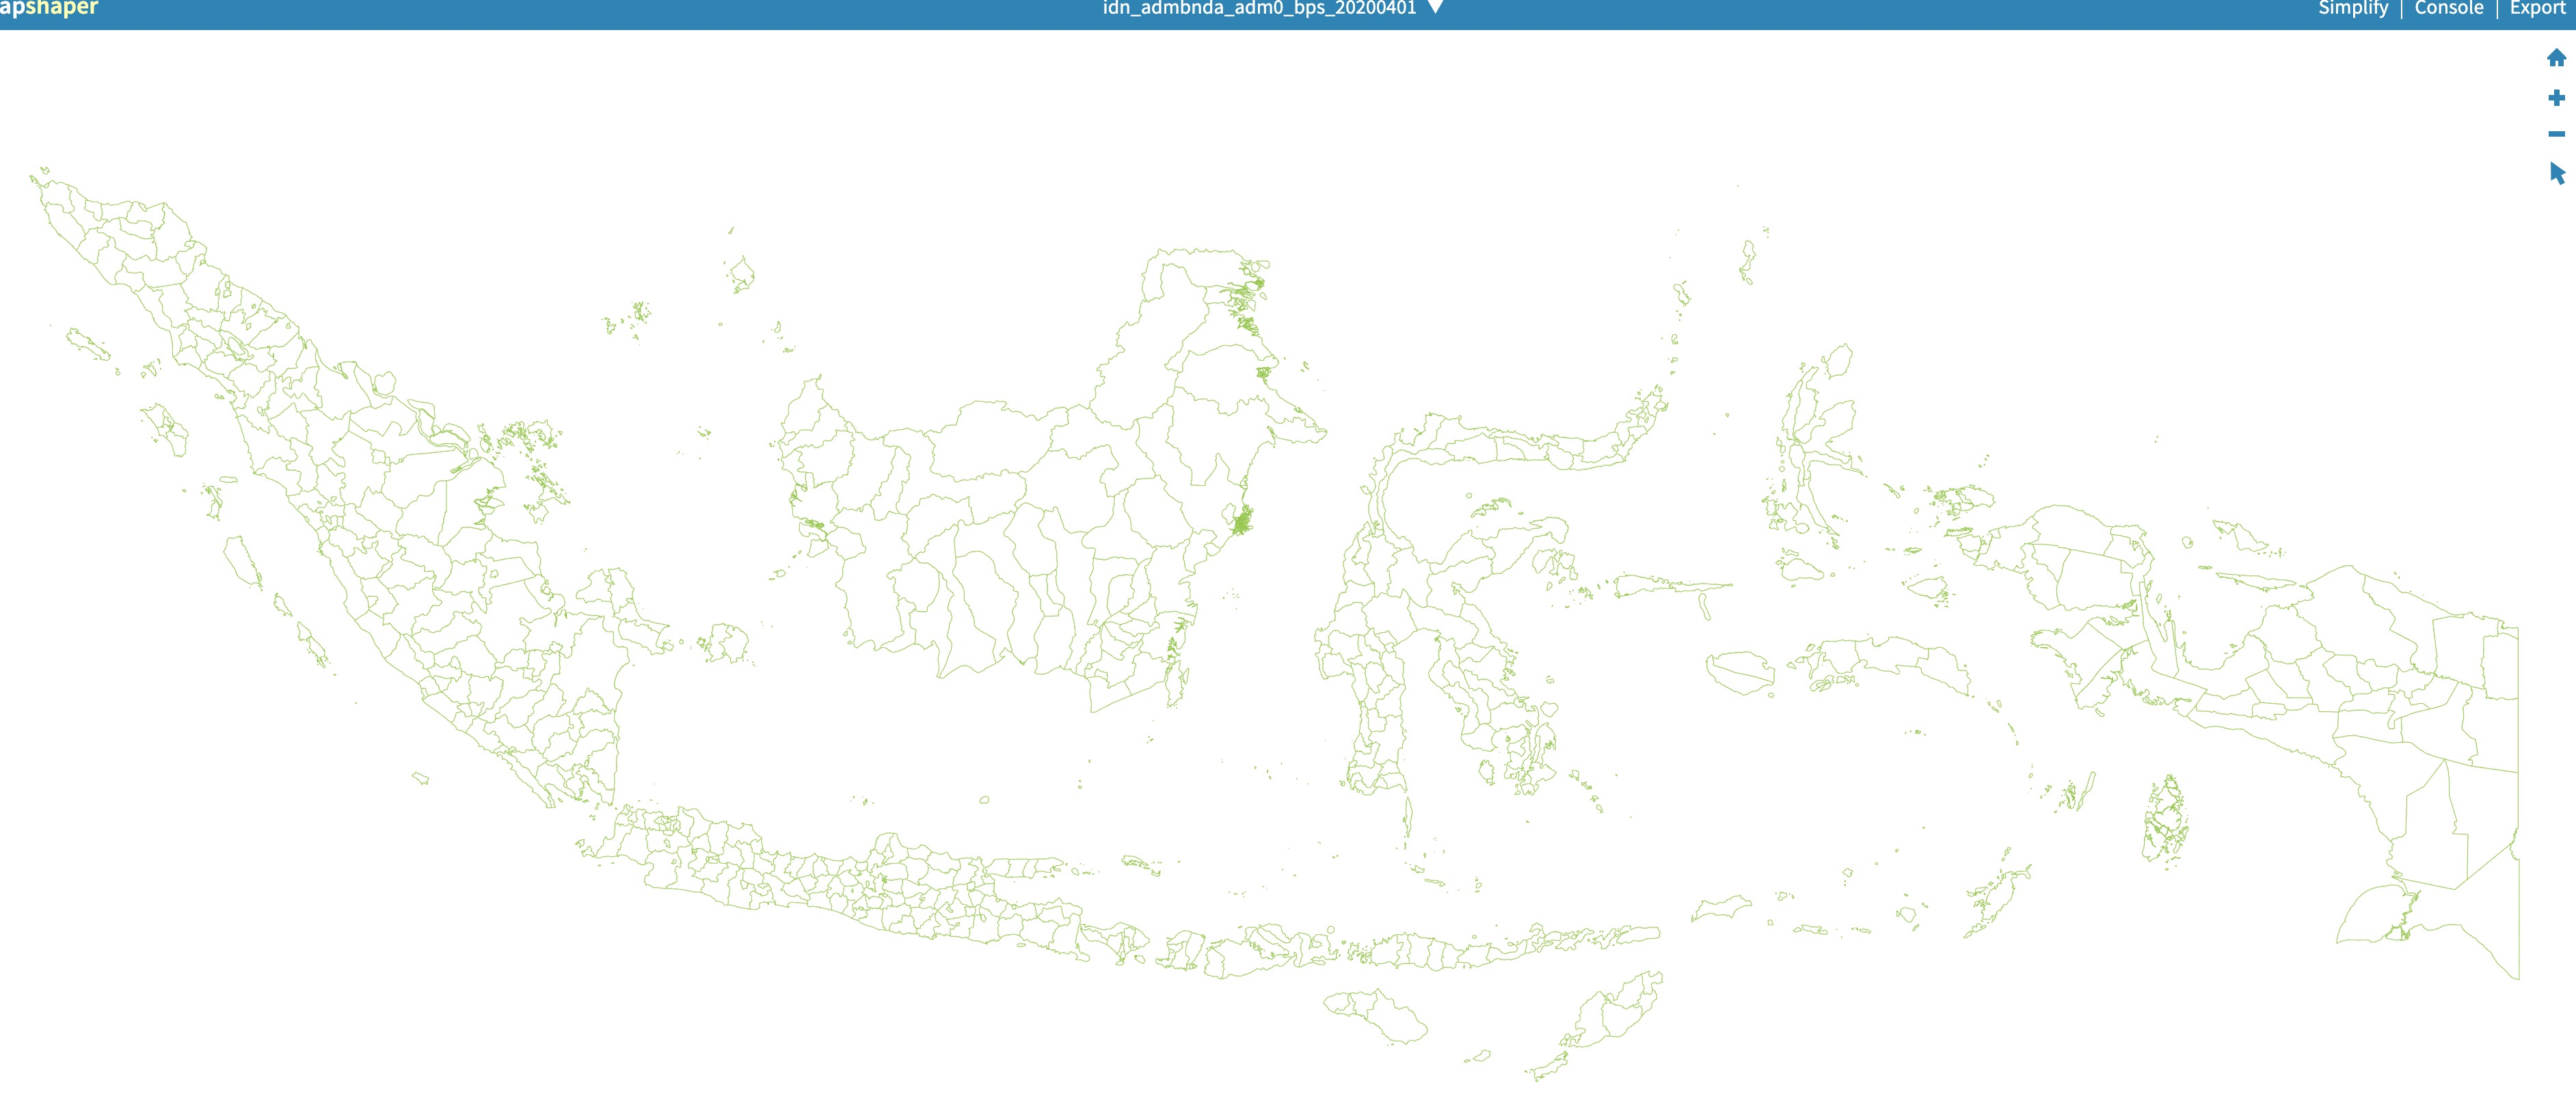 apshaper
idn_admbnda_adm0_bps_20200401 ▼
Simplify | Console | Export